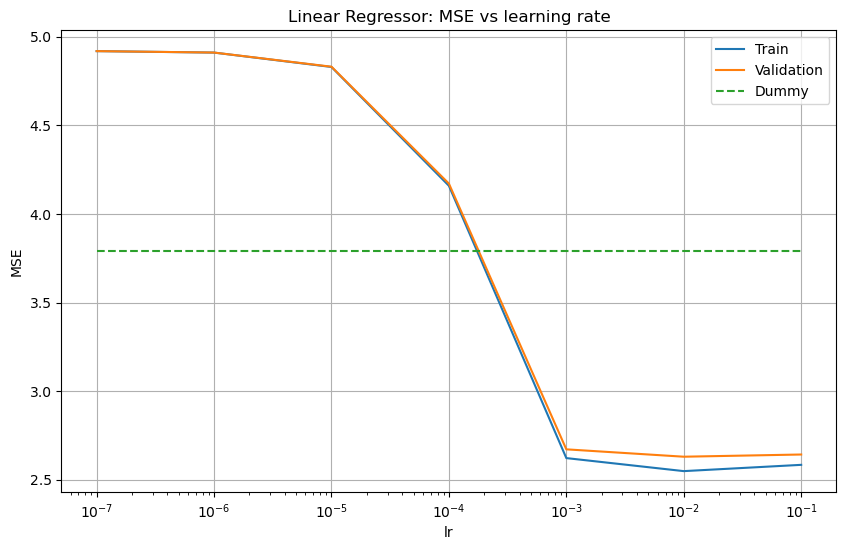 Linear Regressor: MSE vs learning rate
Train
Validation
Dummy
MSE
5.0
4.5
4.0
3.5
3.0
2.5
10⁻⁷ 10⁻⁶ 10⁻⁵ 10⁻⁴ 10⁻³ 10⁻² 10⁻¹
lr